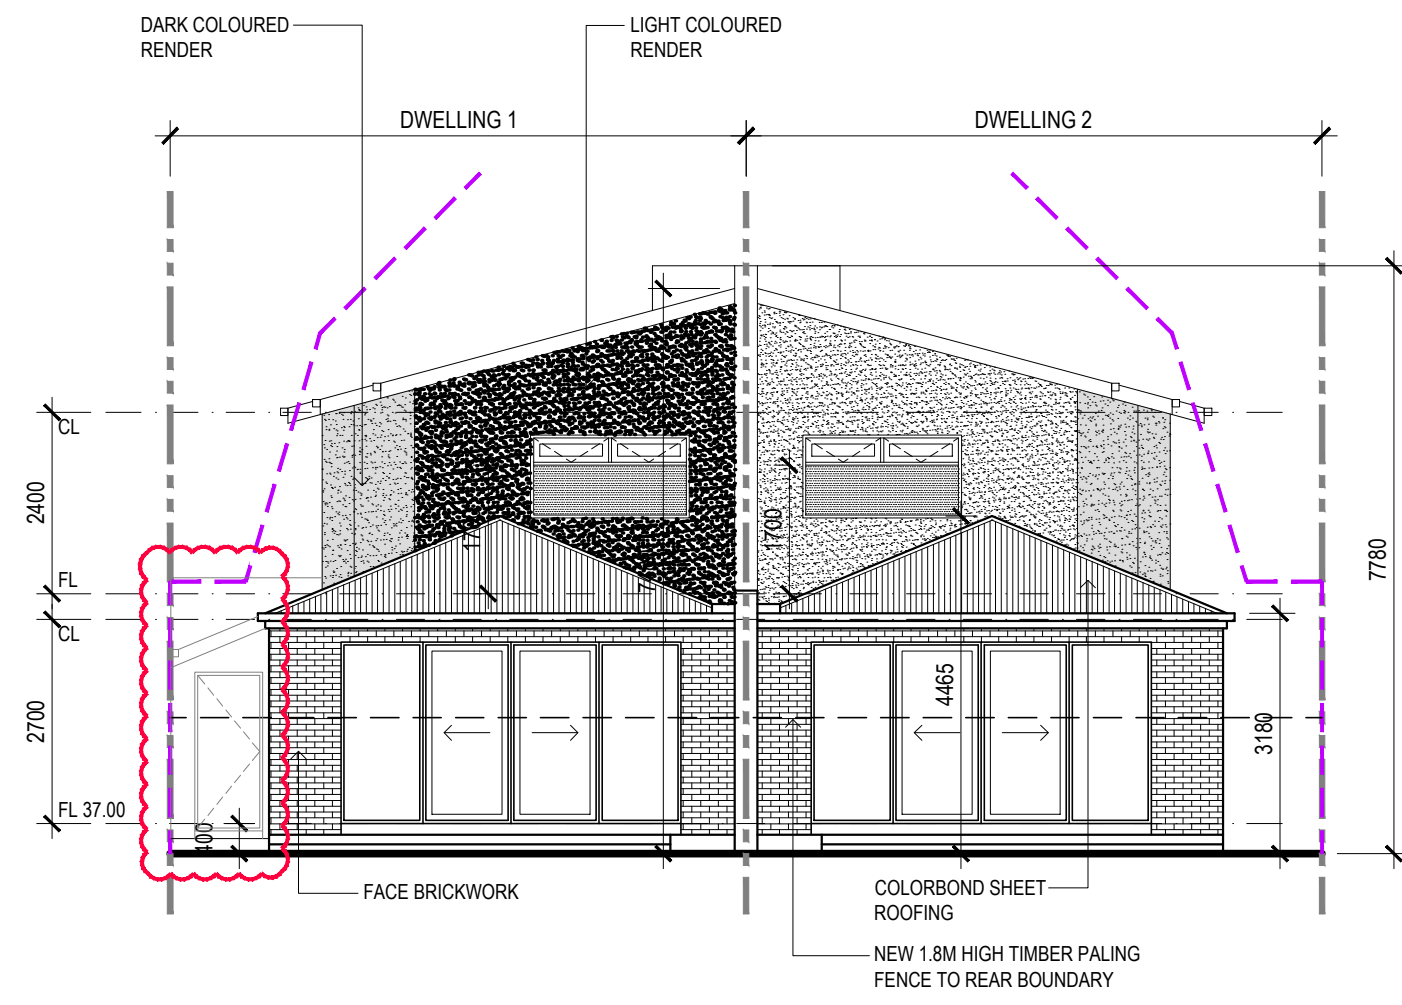 DARK COLOURED
RENDER
LIGHT COLOURED
RENDER
DWELLING 1
DWELLING 2
CL
2400
FL
CL
2700
FL 37.00
400
1700
4465
3180
7780
FACE BRICKWORK
COLORBOND SHEET
ROOFING
NEW 1.8M HIGH TIMBER PALING
FENCE TO REAR BOUNDARY